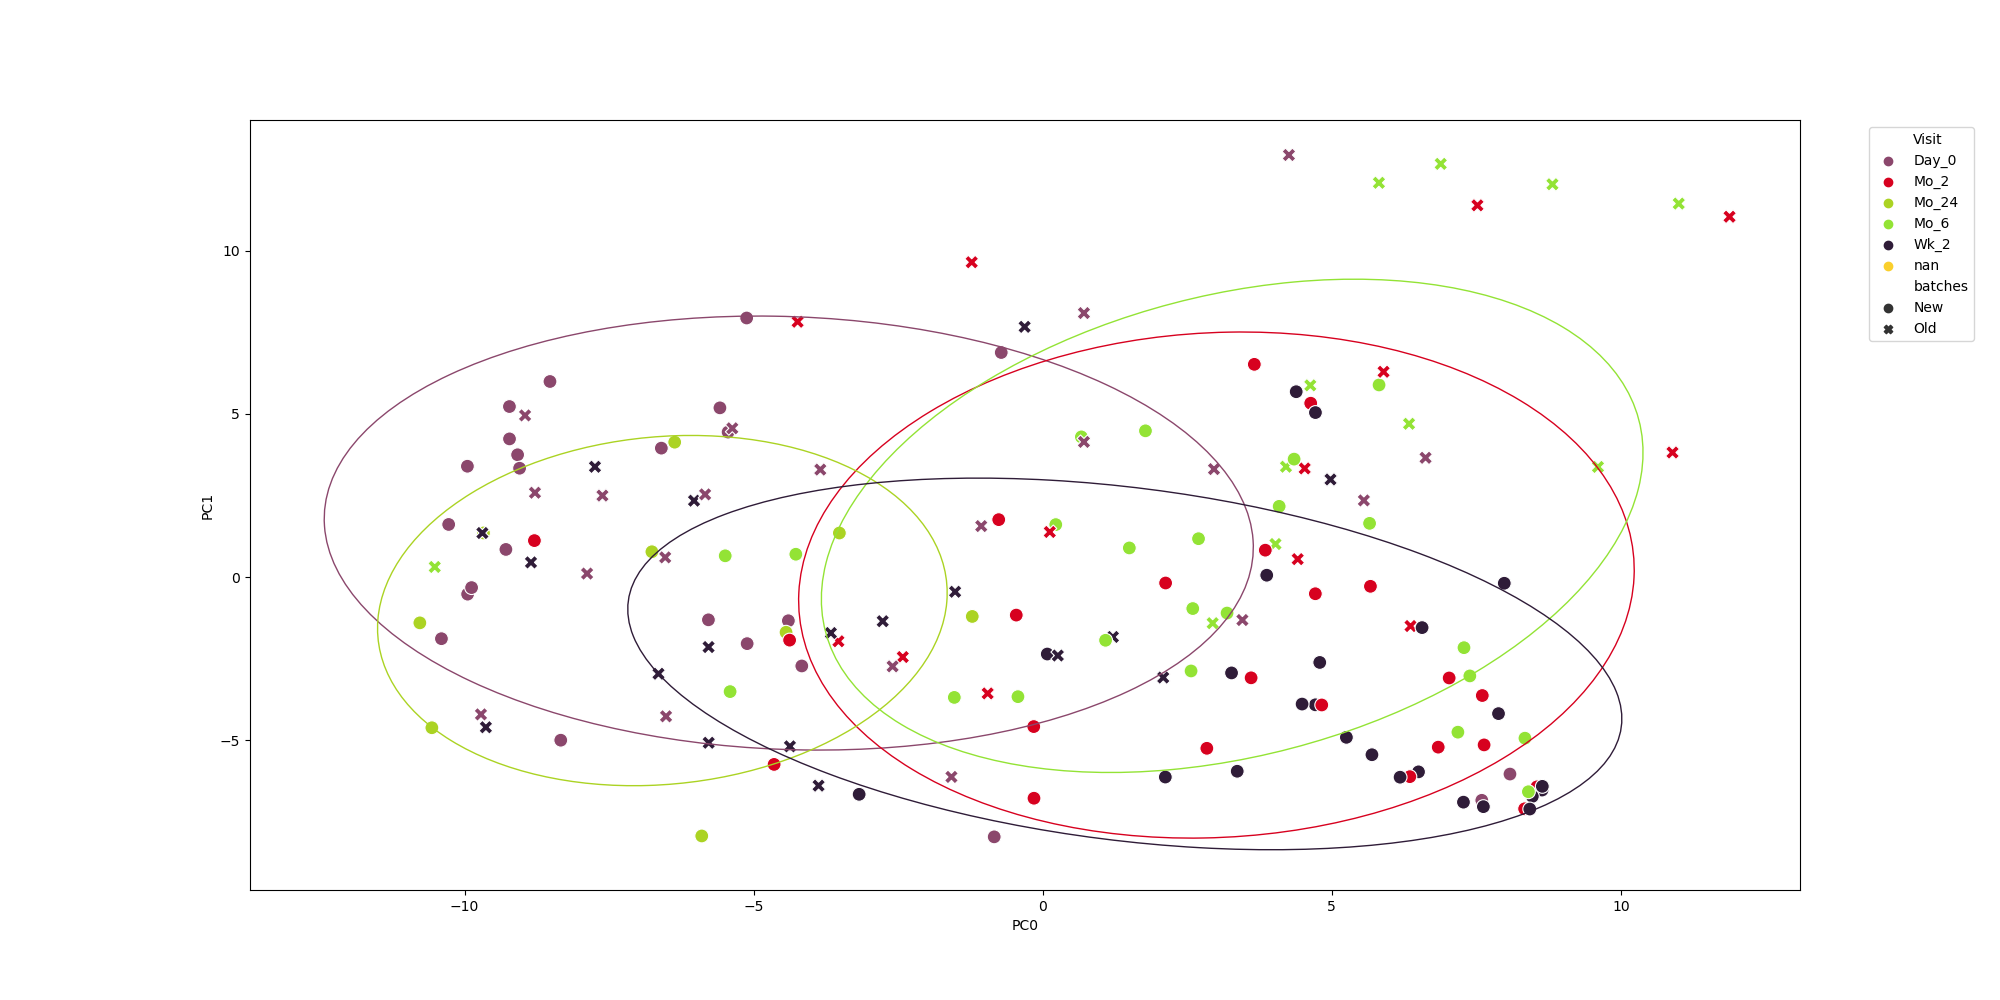 Visit
Day_0
Mo_2
Mo_24
Mo_6
Wk_2
nan
batches
New
Old
10
5
0
−5
PC1
−10
−5
0
5
10
PC0